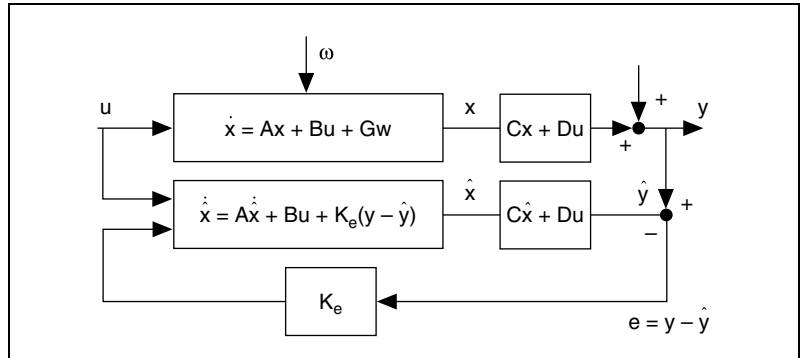 ω
u
ẋ = Ax + Bu + Gw
x
Cx + Du
+
+
y
x̂̇ = Ax̂̇ + Bu + Kₑ(y – ŷ)
x̂
Cx̂ + Du
ŷ
+
–
Kₑ
e = y – ŷ